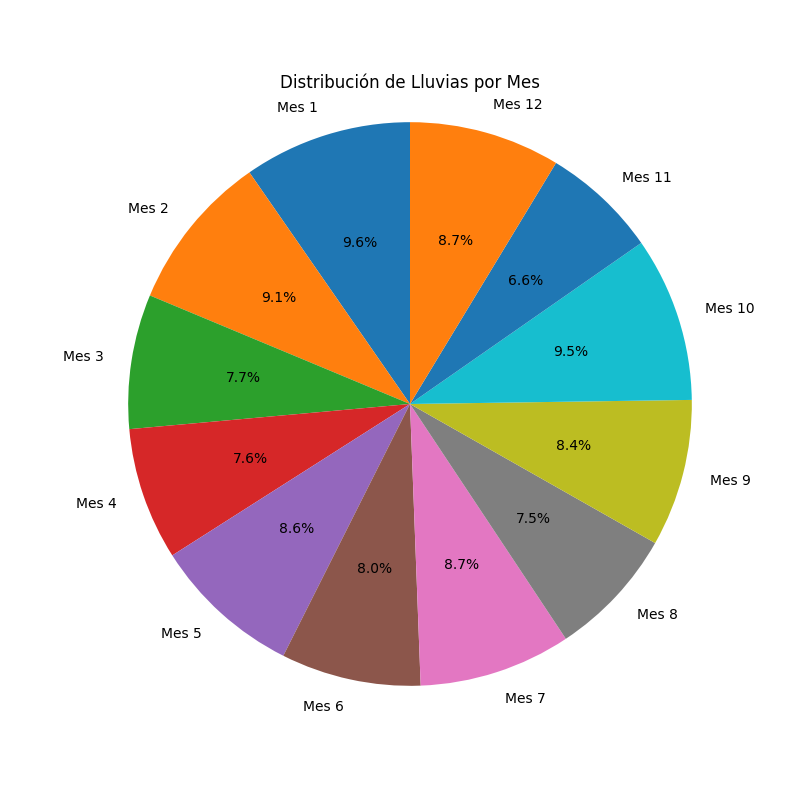 Distribución de Lluvias por Mes
Mes 1
9.6%
Mes 2
9.1%
Mes 3
7.7%
Mes 4
7.6%
Mes 5
8.6%
Mes 6
8.0%
Mes 7
8.7%
Mes 8
7.5%
Mes 9
8.4%
Mes 10
9.5%
Mes 11
6.6%
Mes 12
8.7%